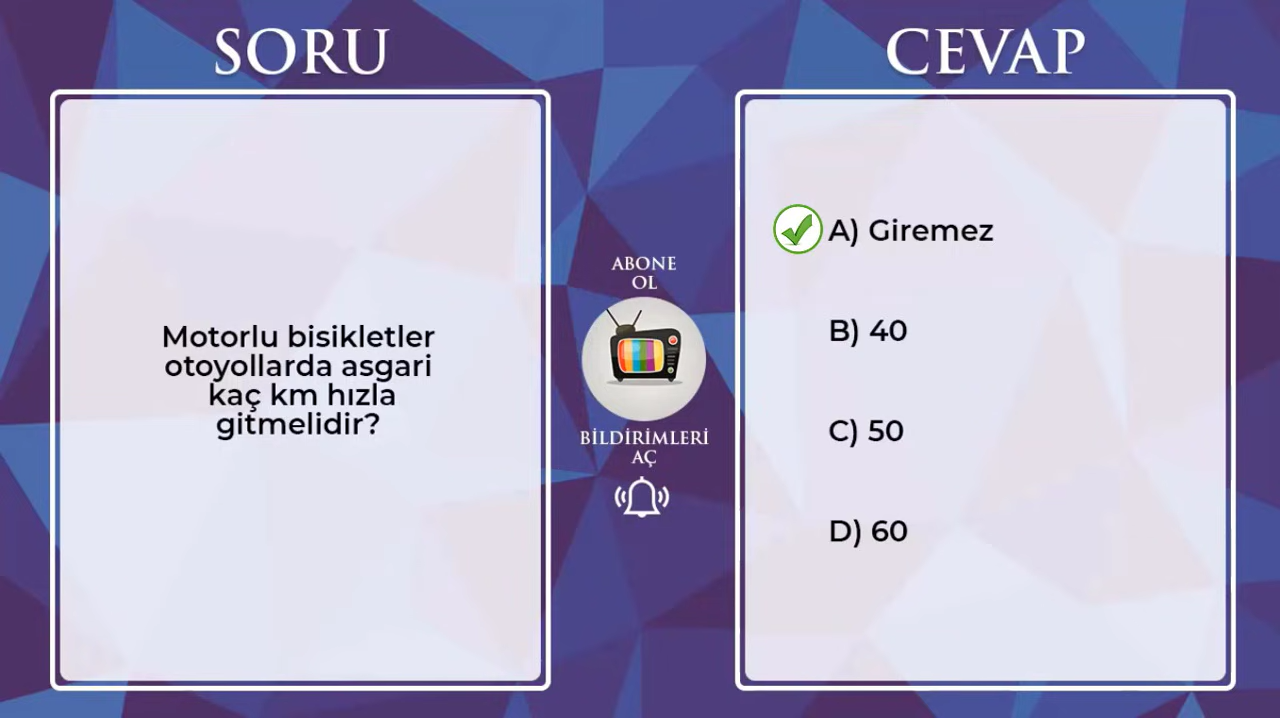 SORU
Motorlu bisikletler
otoyollarda asgari
kaç km hızla
gitmelidir?
ABONE
OL
BİLDİRİMLERİ
AÇ
CEVAP
A) Giremez
B) 40
C) 50
D) 60